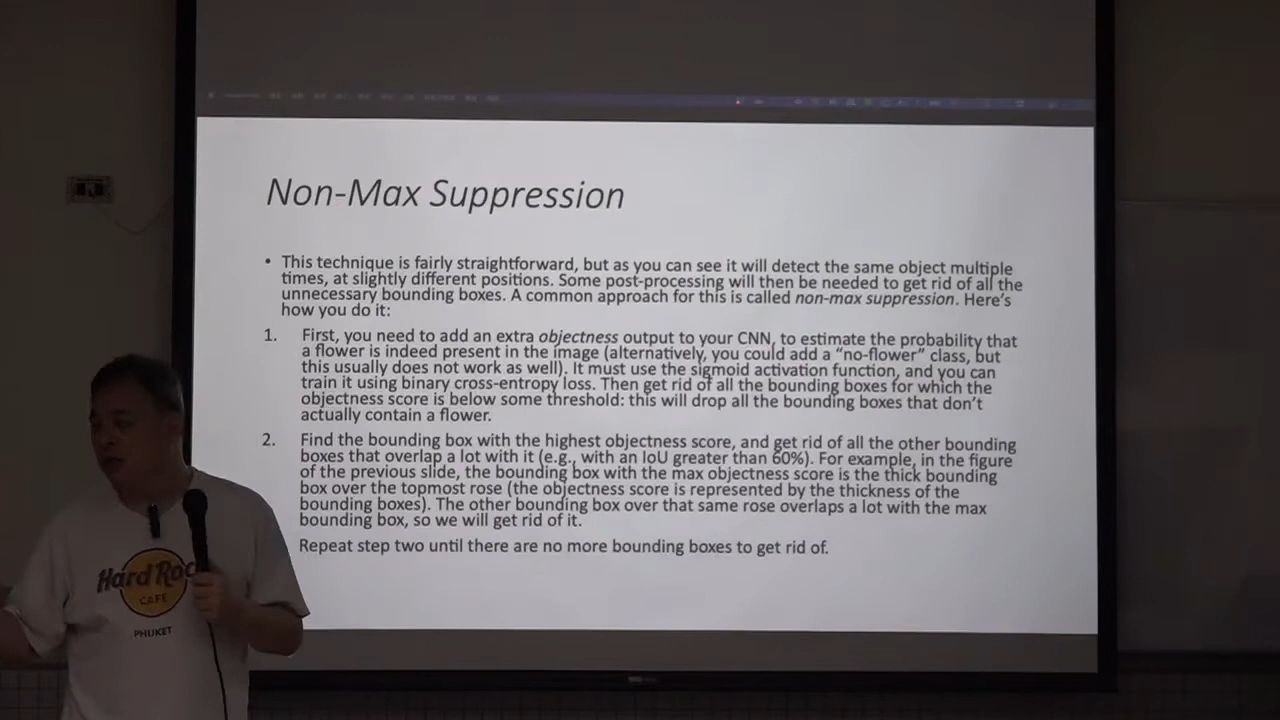 Non-Max Suppression
• This technique is fairly straightforward, but as you can see it will detect the same object multiple
times, at slightly different positions. Some post-processing will then be needed to get rid of all the
unnecessary bounding boxes. A common approach for this is called non-max suppression. Here's
how you do it:
1. First, you need to add an extra objectness output to your CNN, to estimate the probability that
a flower is indeed present in the image (alternatively, you could add a “no-flower” class, but
this usually does not work as well). It must use the sigmoid activation function, and you can
train it using binary cross-entropy loss. Then get rid of all the bounding boxes for which the
objectness score is below some threshold: this will drop all the bounding boxes that don't
actually contain a flower.
2. Find the bounding box with the highest objectness score, and get rid of all the other bounding
boxes that overlap a lot with it (e.g., with an IoU greater than 60%). For example, in the figure
of the previous slide, the bounding box with the max objectness score is the thick bounding
box over the topmost rose (the objectness score is represented by the thickness of the
bounding boxes). The other bounding box over that same rose overlaps a lot with the max
bounding box, so we will get rid of it.
Repeat step two until there are no more bounding boxes to get rid of.
Hard Roc
CAFE
PHUKET